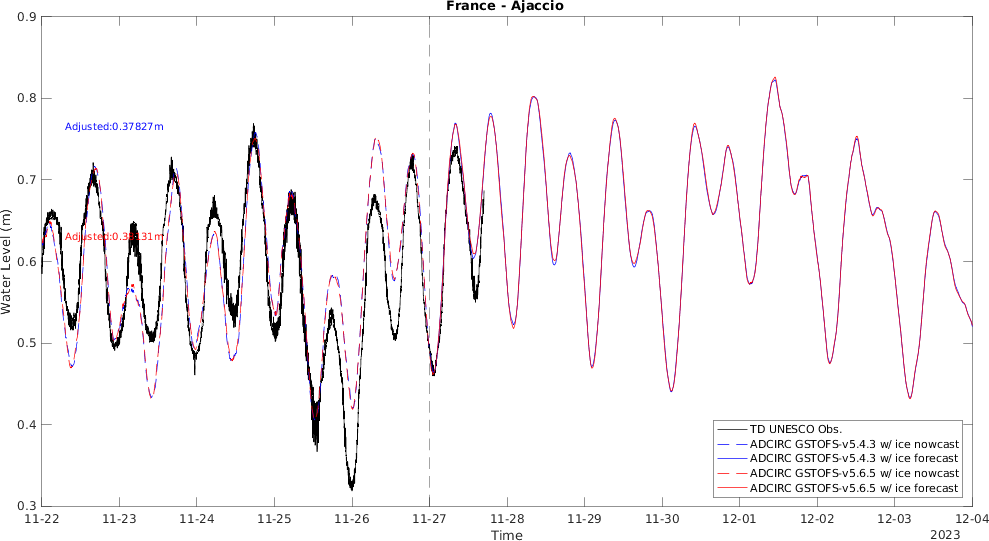 France - Ajaccio
Water Level (m)
0.9
0.8
0.7
0.6
0.5
0.4
0.3
Adjusted:0.37827m
TD UNESCO Obs.
ADCIRC GSTOFS-v5.4.3 w/ ice nowcast
ADCIRC GSTOFS-v5.4.3 w/ ice forecast
ADCIRC GSTOFS-v5.6.5 w/ ice nowcast
ADCIRC GSTOFS-v5.6.5 w/ ice forecast
11-22 11-23 11-24 11-25 11-26 11-27 11-28 11-29 11-30 12-01 12-02 12-03 12-04
Time
2023